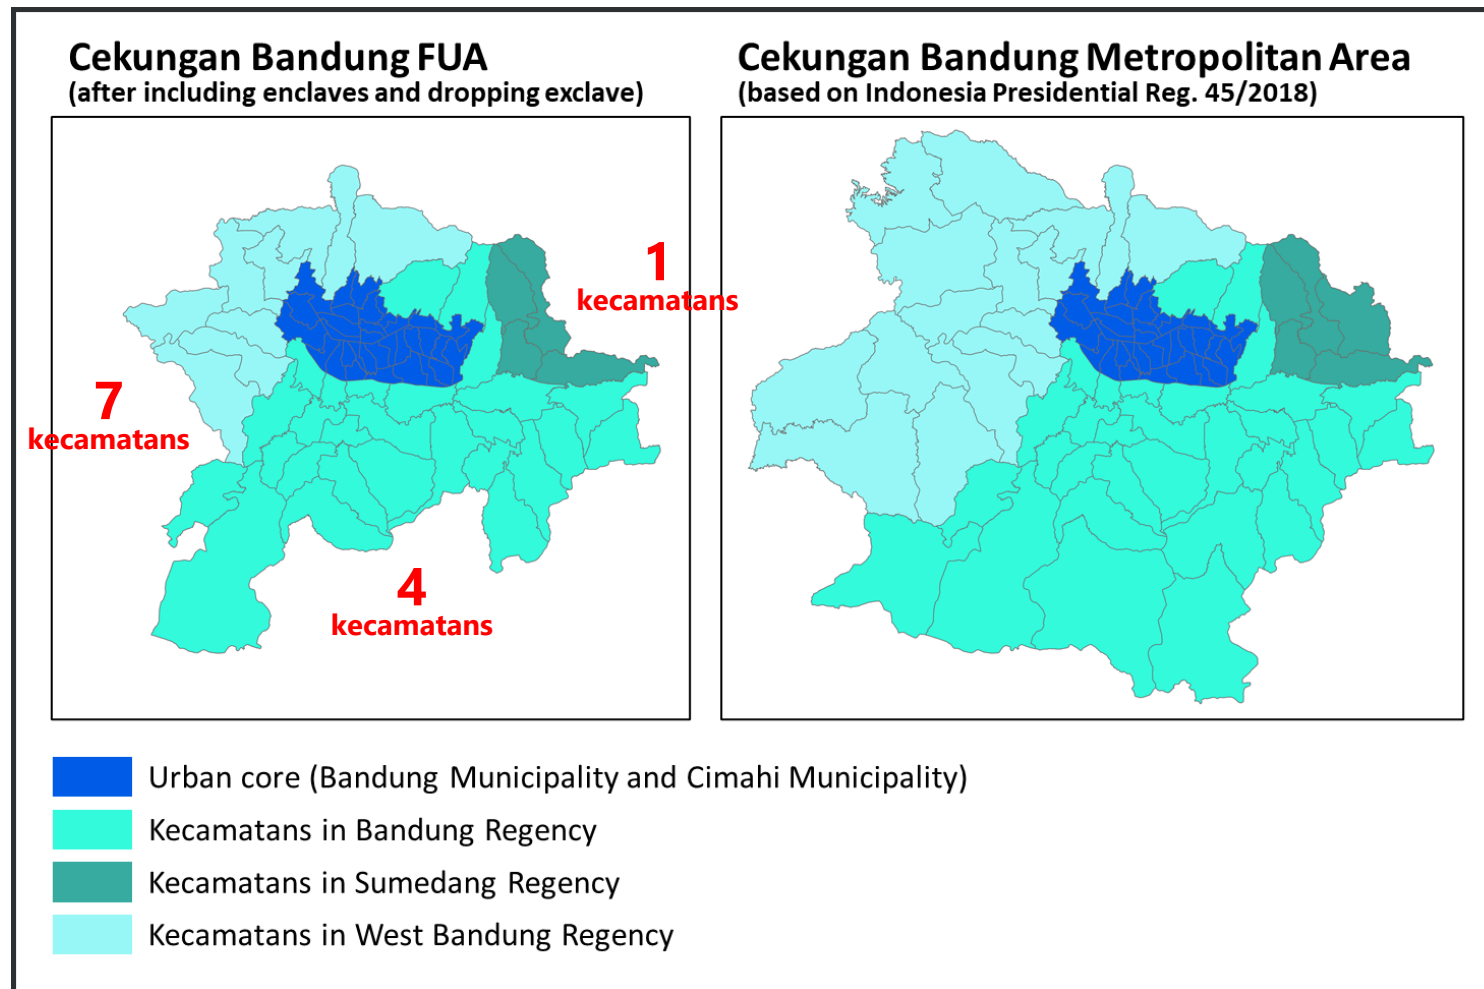 Cekungan Bandung FUA
(after including enclaves and dropping exclave)
Cekungan Bandung Metropolitan Area
(based on Indonesia Presidential Reg. 45/2018)
1
kecamatans
7
kecamatans
4
kecamatans
Urban core (Bandung Municipality and Cimahi Municipality)
Kecamatans in Bandung Regency
Kecamatans in Sumedang Regency
Kecamatans in West Bandung Regency